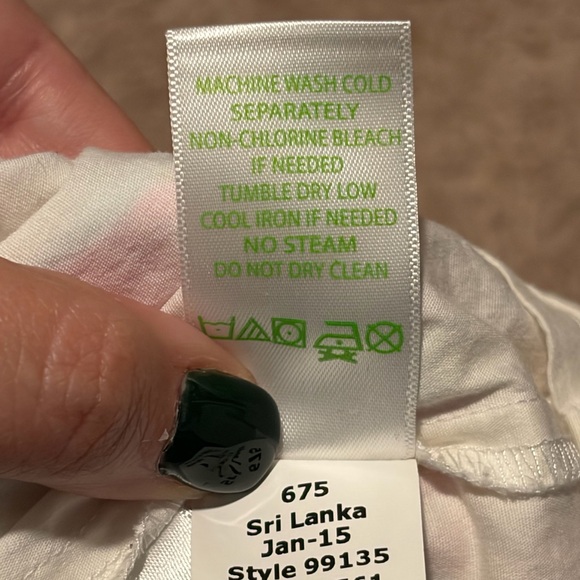 MACHINE WASH COLD
SEPARATELY
NON-CHLORINE BLEACH
IF NEEDED
TUMBLE DRY LOW
COOL IRON IF NEEDED
NO STEAM
DO NOT DRY CLEAN
675
Sri Lanka
Jan-15
Style 99135